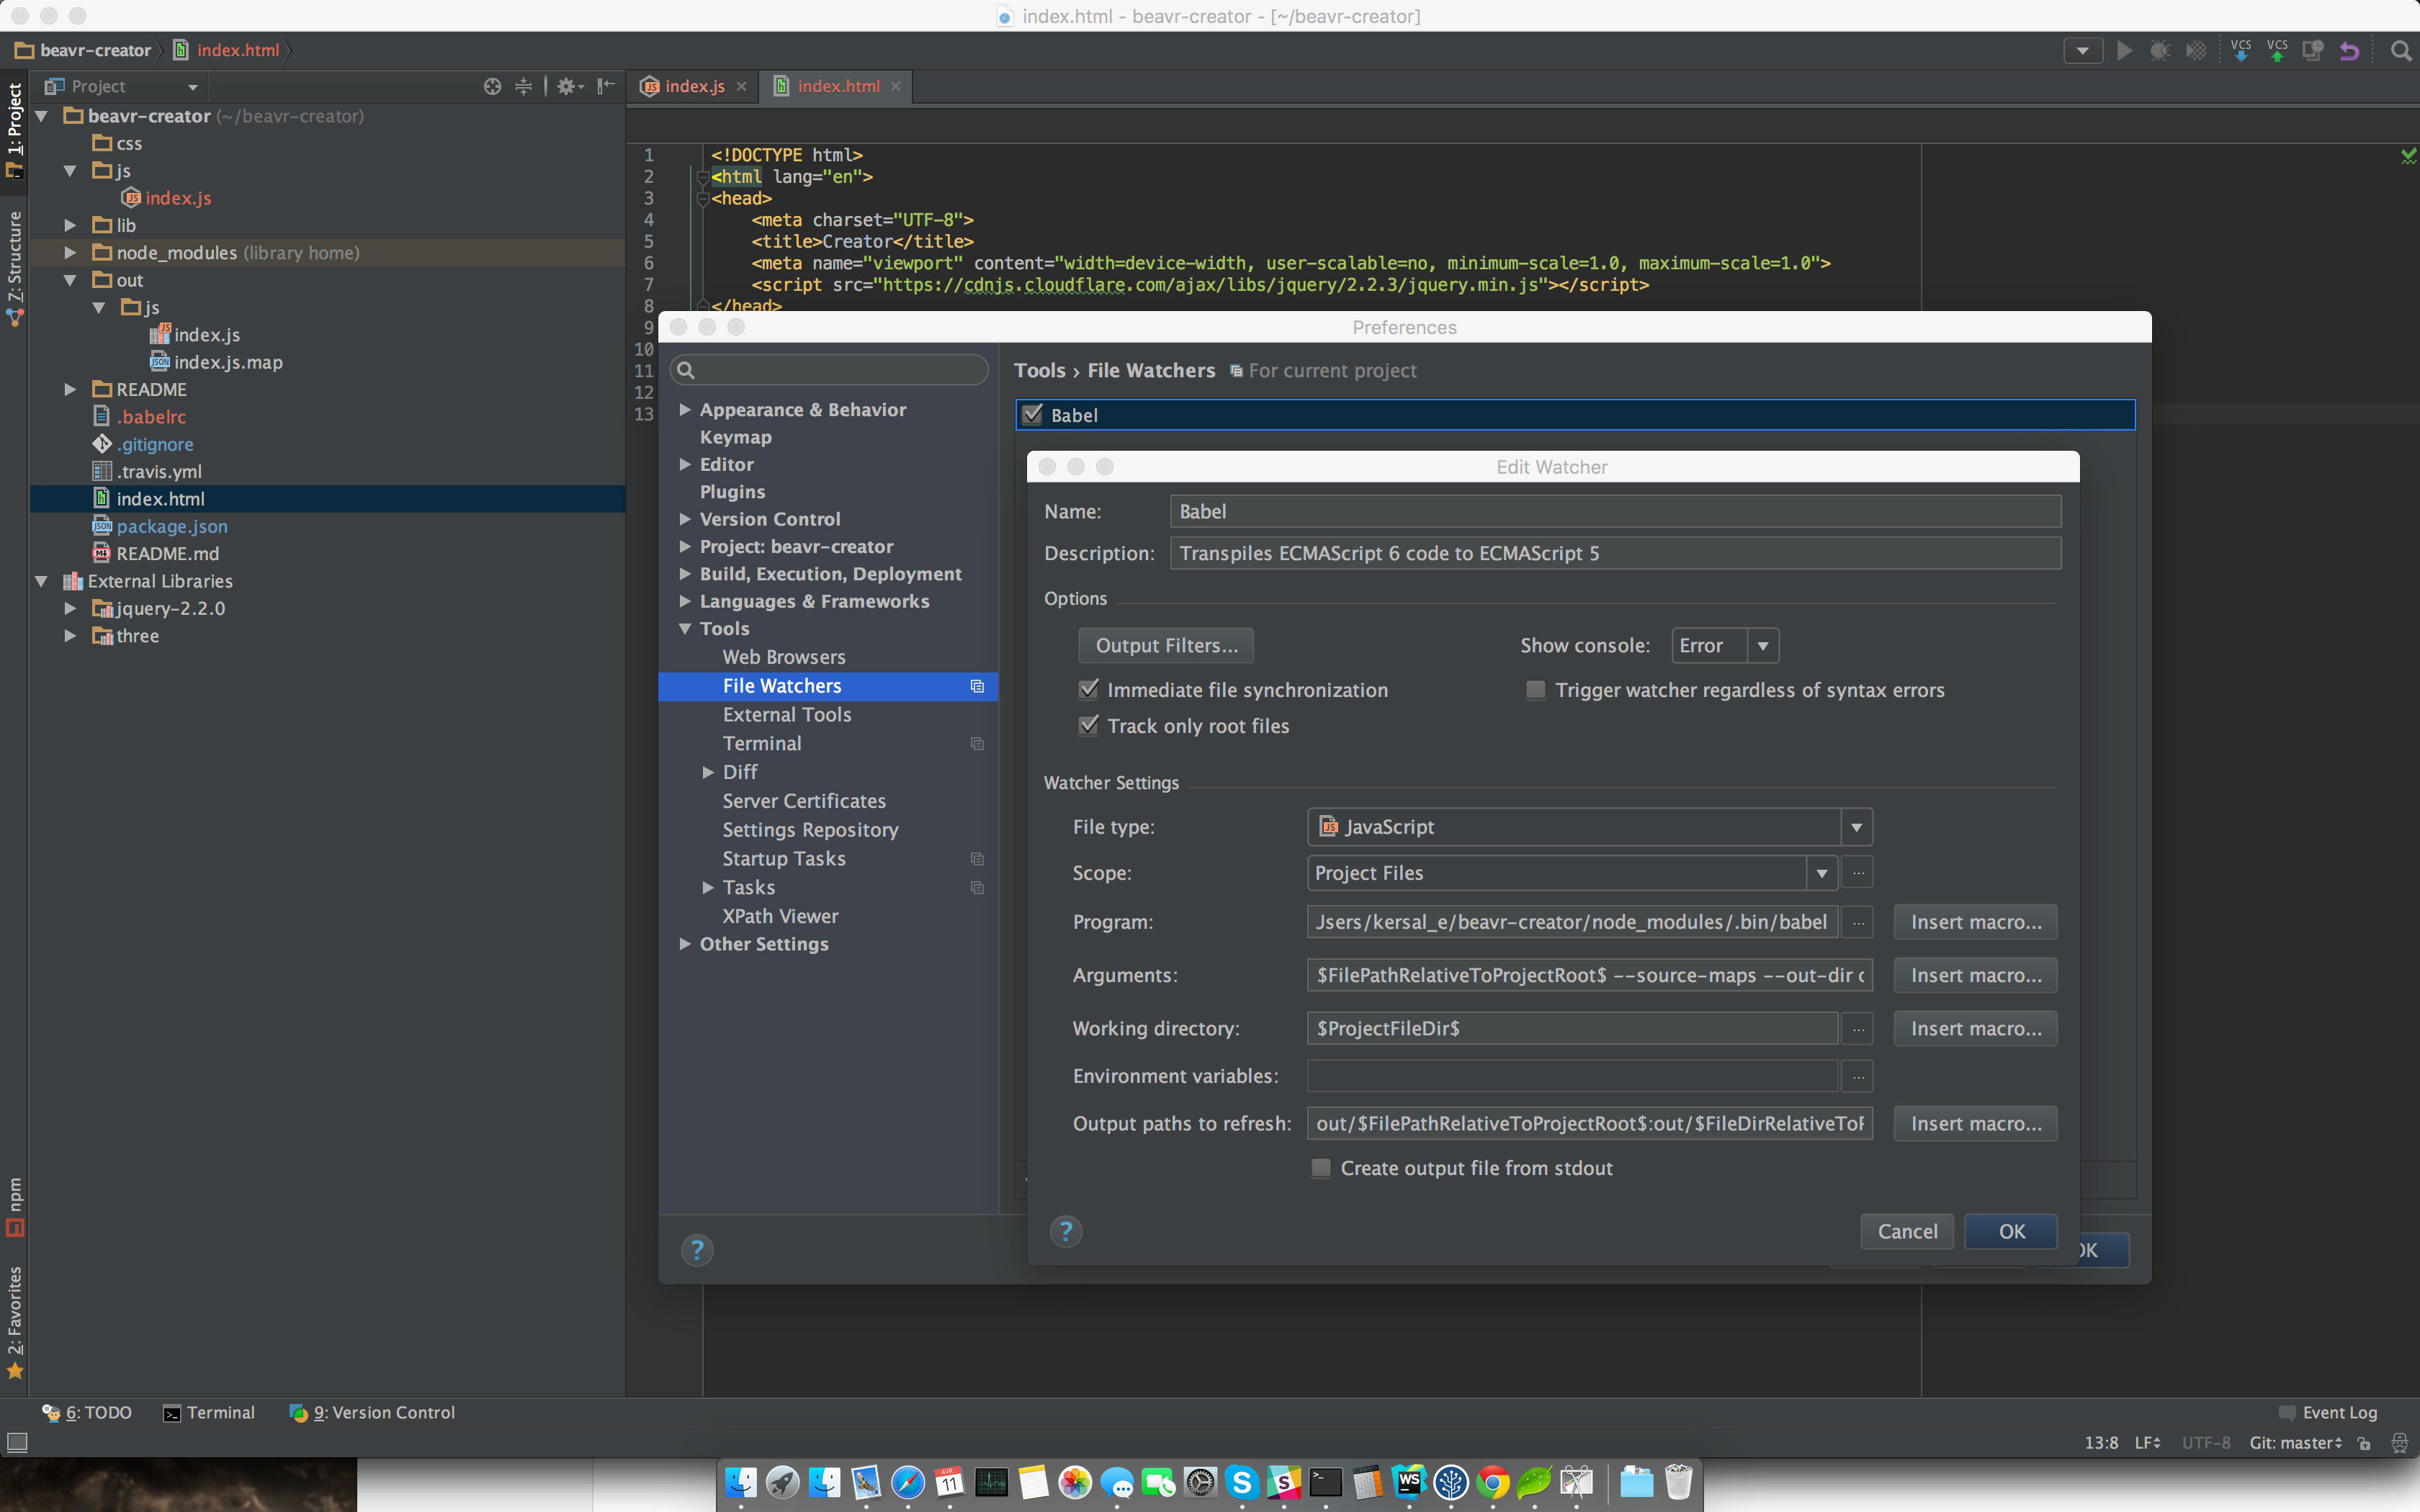 index.html - beavr-creator - [~/beavr-creator]
beavr-creator
index.html
VCS
VCS
1: Project
Z: Structure
npm
2: Favorites
Project
beavr-creator (~/beavr-creator)
css
js
index.js
lib
node_modules (library home)
out
js
index.js
index.js.map
README
.babelrc
.gitignore
.travis.yml
index.html
package.json
README.md
External Libraries
jquery-2.2.0
three
index.js
index.html
1 <!DOCTYPE html>
2 <html lang="en">
3 <head>
4 <meta charset="UTF-8">
5 <title>Creator</title>
6 <meta name="viewport" content="width=device-width, user-scalable=no, minimum-scale=1.0, maximum-scale=1.0">
7 <script src="https://cdnjs.cloudflare.com/ajax/libs/jquery/2.2.3/jquery.min.js"></script>
8 </head>
9
10
11
12
13
Preferences
Appearance & Behavior
Keymap
Editor
Plugins
Version Control
Project: beavr-creator
Build, Execution, Deployment
Languages & Frameworks
Tools
Web Browsers
File Watchers
External Tools
Terminal
Diff
Server Certificates
Settings Repository
Startup Tasks
Tasks
XPath Viewer
Other Settings
?
Tools › File Watchers For current project
Babel
Edit Watcher
Name: Babel
Description: Transpiles ECMAScript 6 code to ECMAScript 5
Options
Output Filters... Show console: Error
Immediate file synchronization Trigger watcher regardless of syntax errors
Track only root files
Watcher Settings
File type: JavaScript
Scope: Project Files ...
Program: Jsers/kersal_e/beavr-creator/node_modules/.bin/babel ... Insert macro...
Arguments: $FilePathRelativeToProjectRoot$ --source-maps --out-dir Insert macro...
Working directory: $ProjectFileDir$ ... Insert macro...
Environment variables: ...
Output paths to refresh: out/$FilePathRelativeToProjectRoot$:out/$FileDirRelativeTo Insert macro...
Create output file from stdout
? Cancel OK
OK
6: TODO
Terminal
9: Version Control
Event Log
13:8 LF UTF-8 Git: master
AVR
11
WS